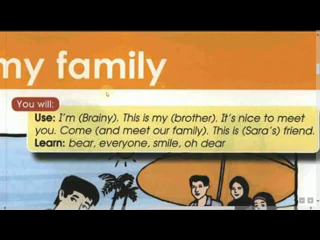 my family
You will:
Use: I'm (Brainy). This is my (brother). It's nice to meet
you. Come (and meet our family). This is (Sara's) friend.
Learn: bear, everyone, smile, oh dear